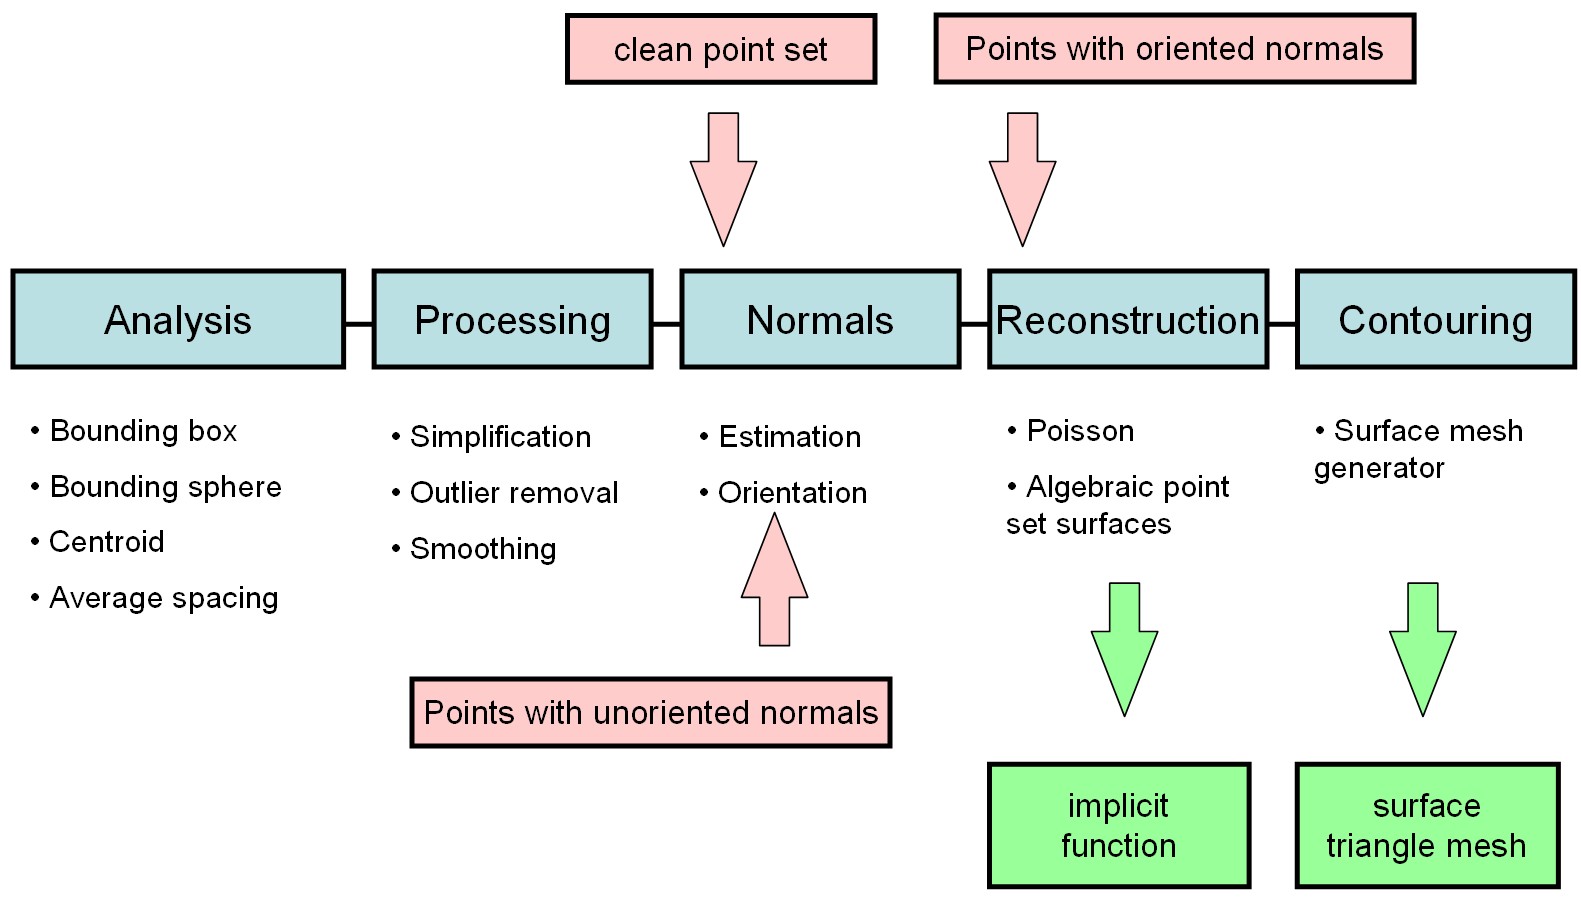 clean point set
Points with oriented normals
Analysis
Processing
Normals
Reconstruction
Contouring
• Bounding box
• Bounding sphere
• Centroid
• Average spacing
• Simplification
• Outlier removal
• Smoothing
• Estimation
• Orientation
• Poisson
• Algebraic point
set surfaces
• Surface mesh
generator
Points with unoriented normals
implicit
function
surface
triangle mesh